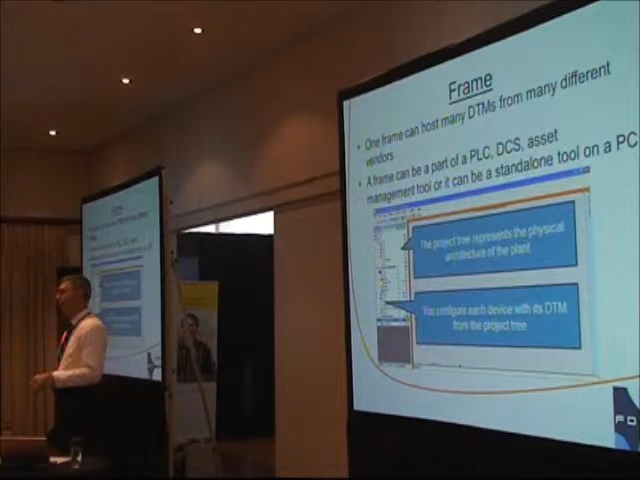 Frame
• One frame can host many DTMs from many different
vendors
• A frame can be a part of a PLC, DCS, asset
management tool or it can be a standalone tool on a PC
The project tree represents the physical
architecture of the plant
You configure each device with its DTM
from the project tree
FD
Frame